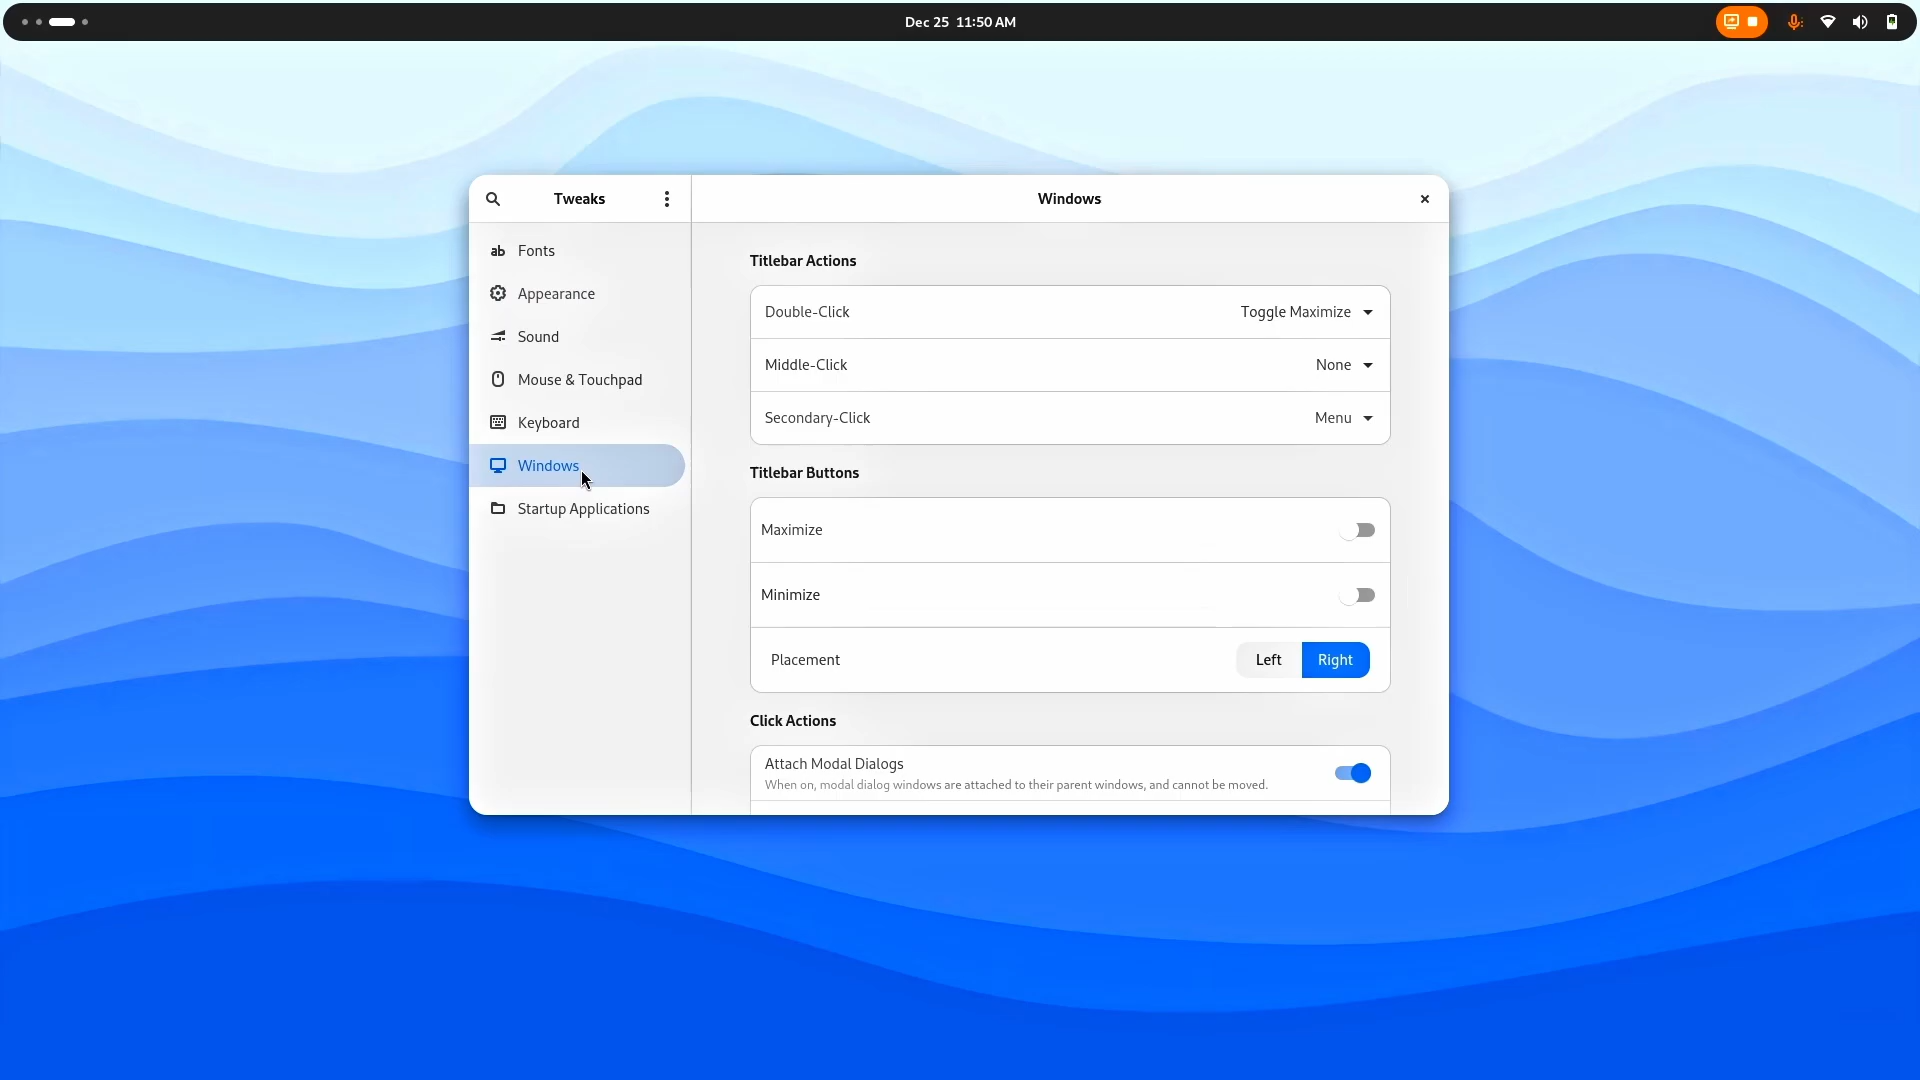 Dec 25 11:50 AM
Tweaks
Windows
ab Fonts
Appearance
Sound
Mouse & Touchpad
Keyboard
Windows
Startup Applications
Titlebar Actions
Double-Click Toggle Maximize
Middle-Click None
Secondary-Click Menu
Titlebar Buttons
Maximize
Minimize
Placement Left Right
Click Actions
Attach Modal Dialogs
When on, modal dialog windows are attached to their parent windows, and cannot be moved.